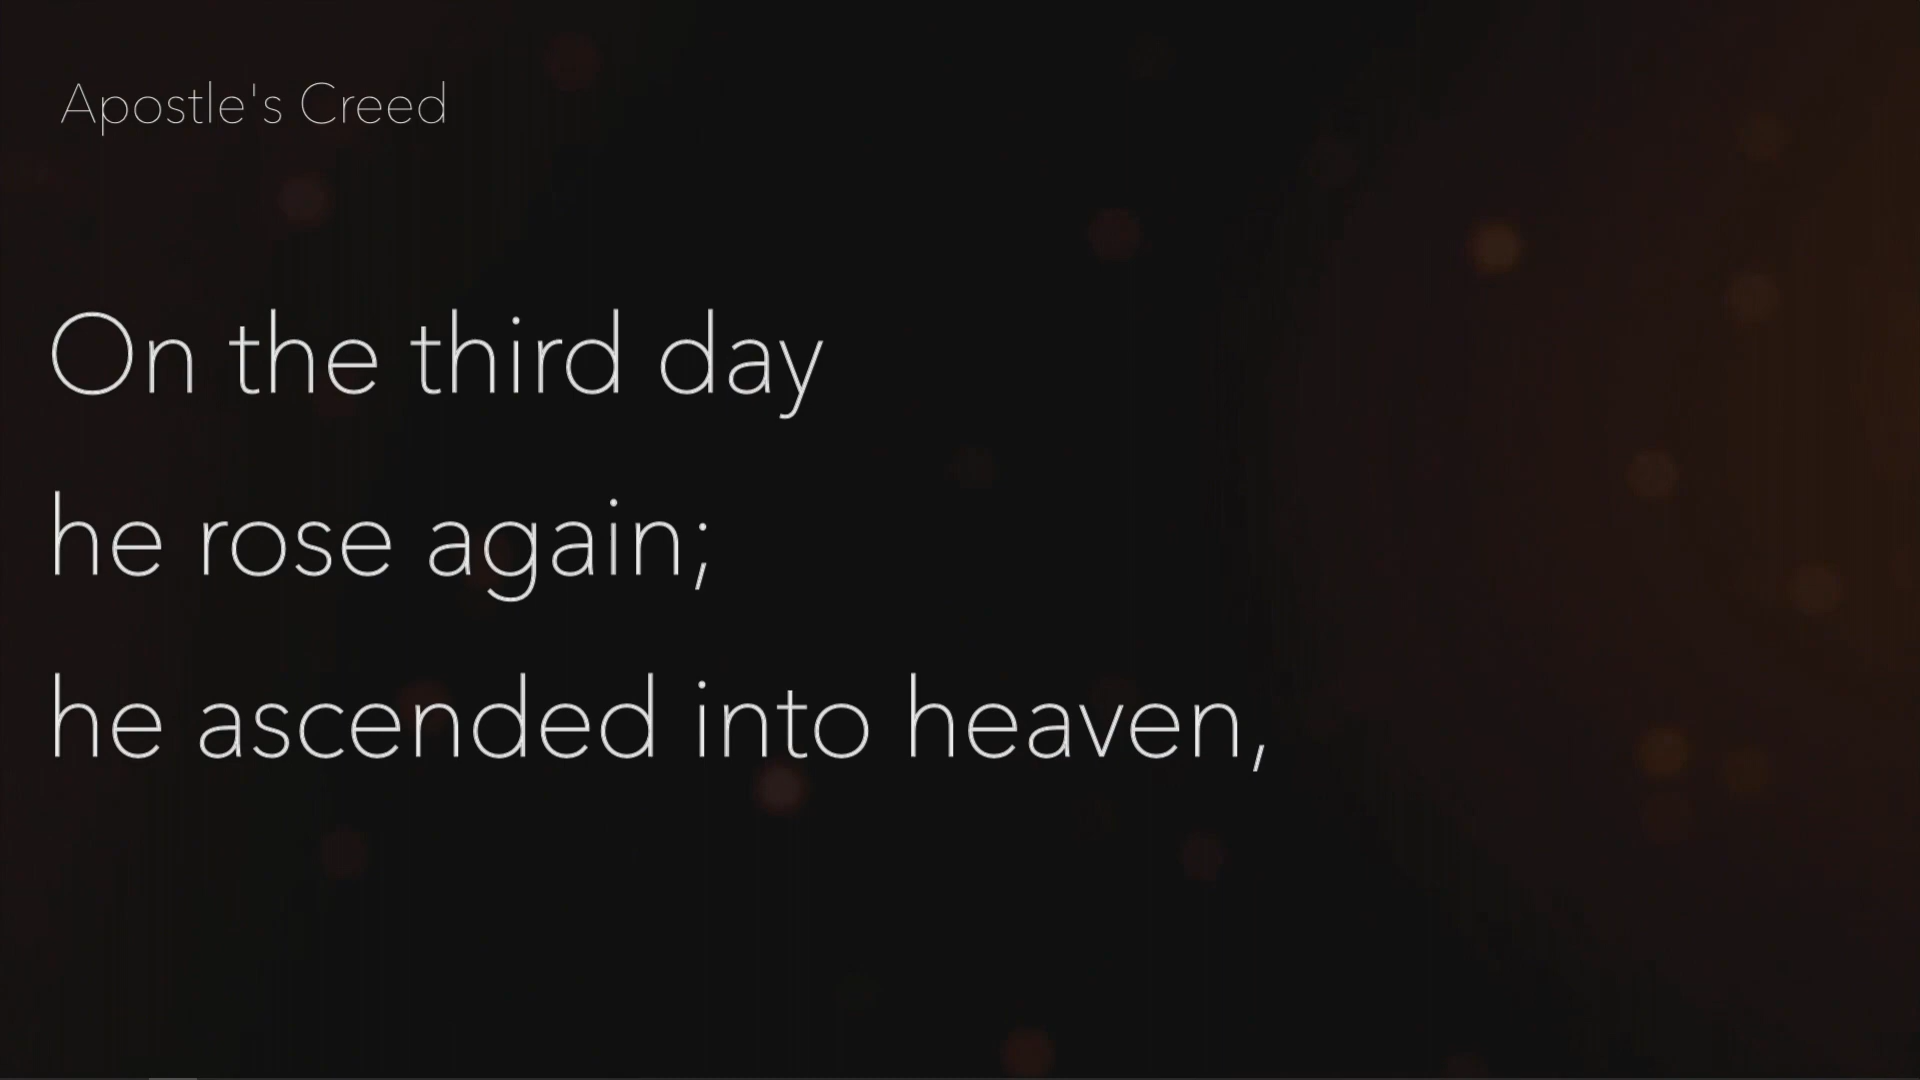 Apostle's Creed
On the third day
he rose again;
he ascended into heaven,